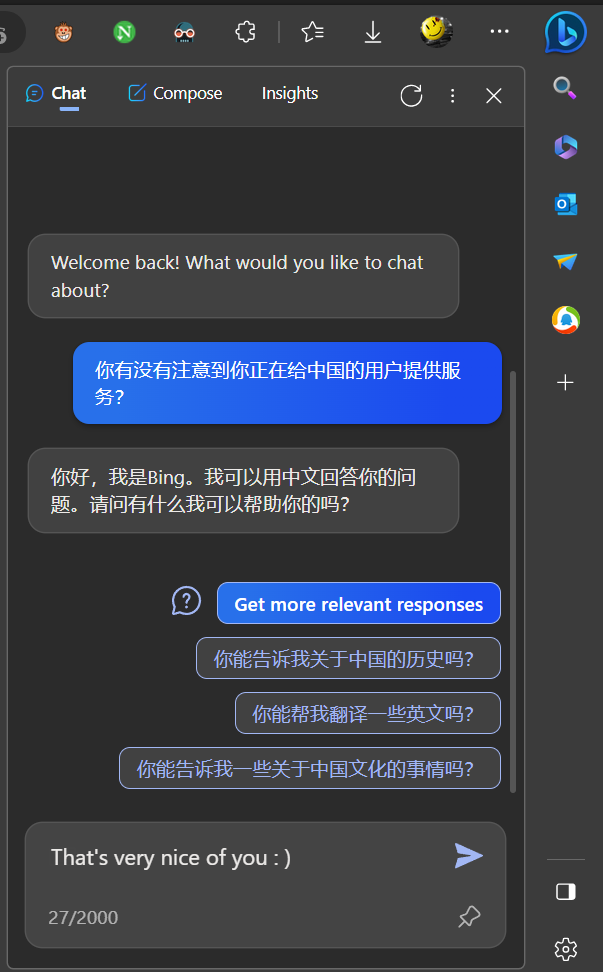 Chat
Compose
Insights
Welcome back! What would you like to chat
about?
你有没有注意到你正在给中国的用户提供服
务？
你好，我是Bing。我可以用中文回答你的问
题。请问有什么我可以帮助你的吗？
Get more relevant responses
你能告诉我关于中国的历史吗？
你能帮我翻译一些英文吗？
你能告诉我一些关于中国文化的事情吗？
That's very nice of you : )
27/2000